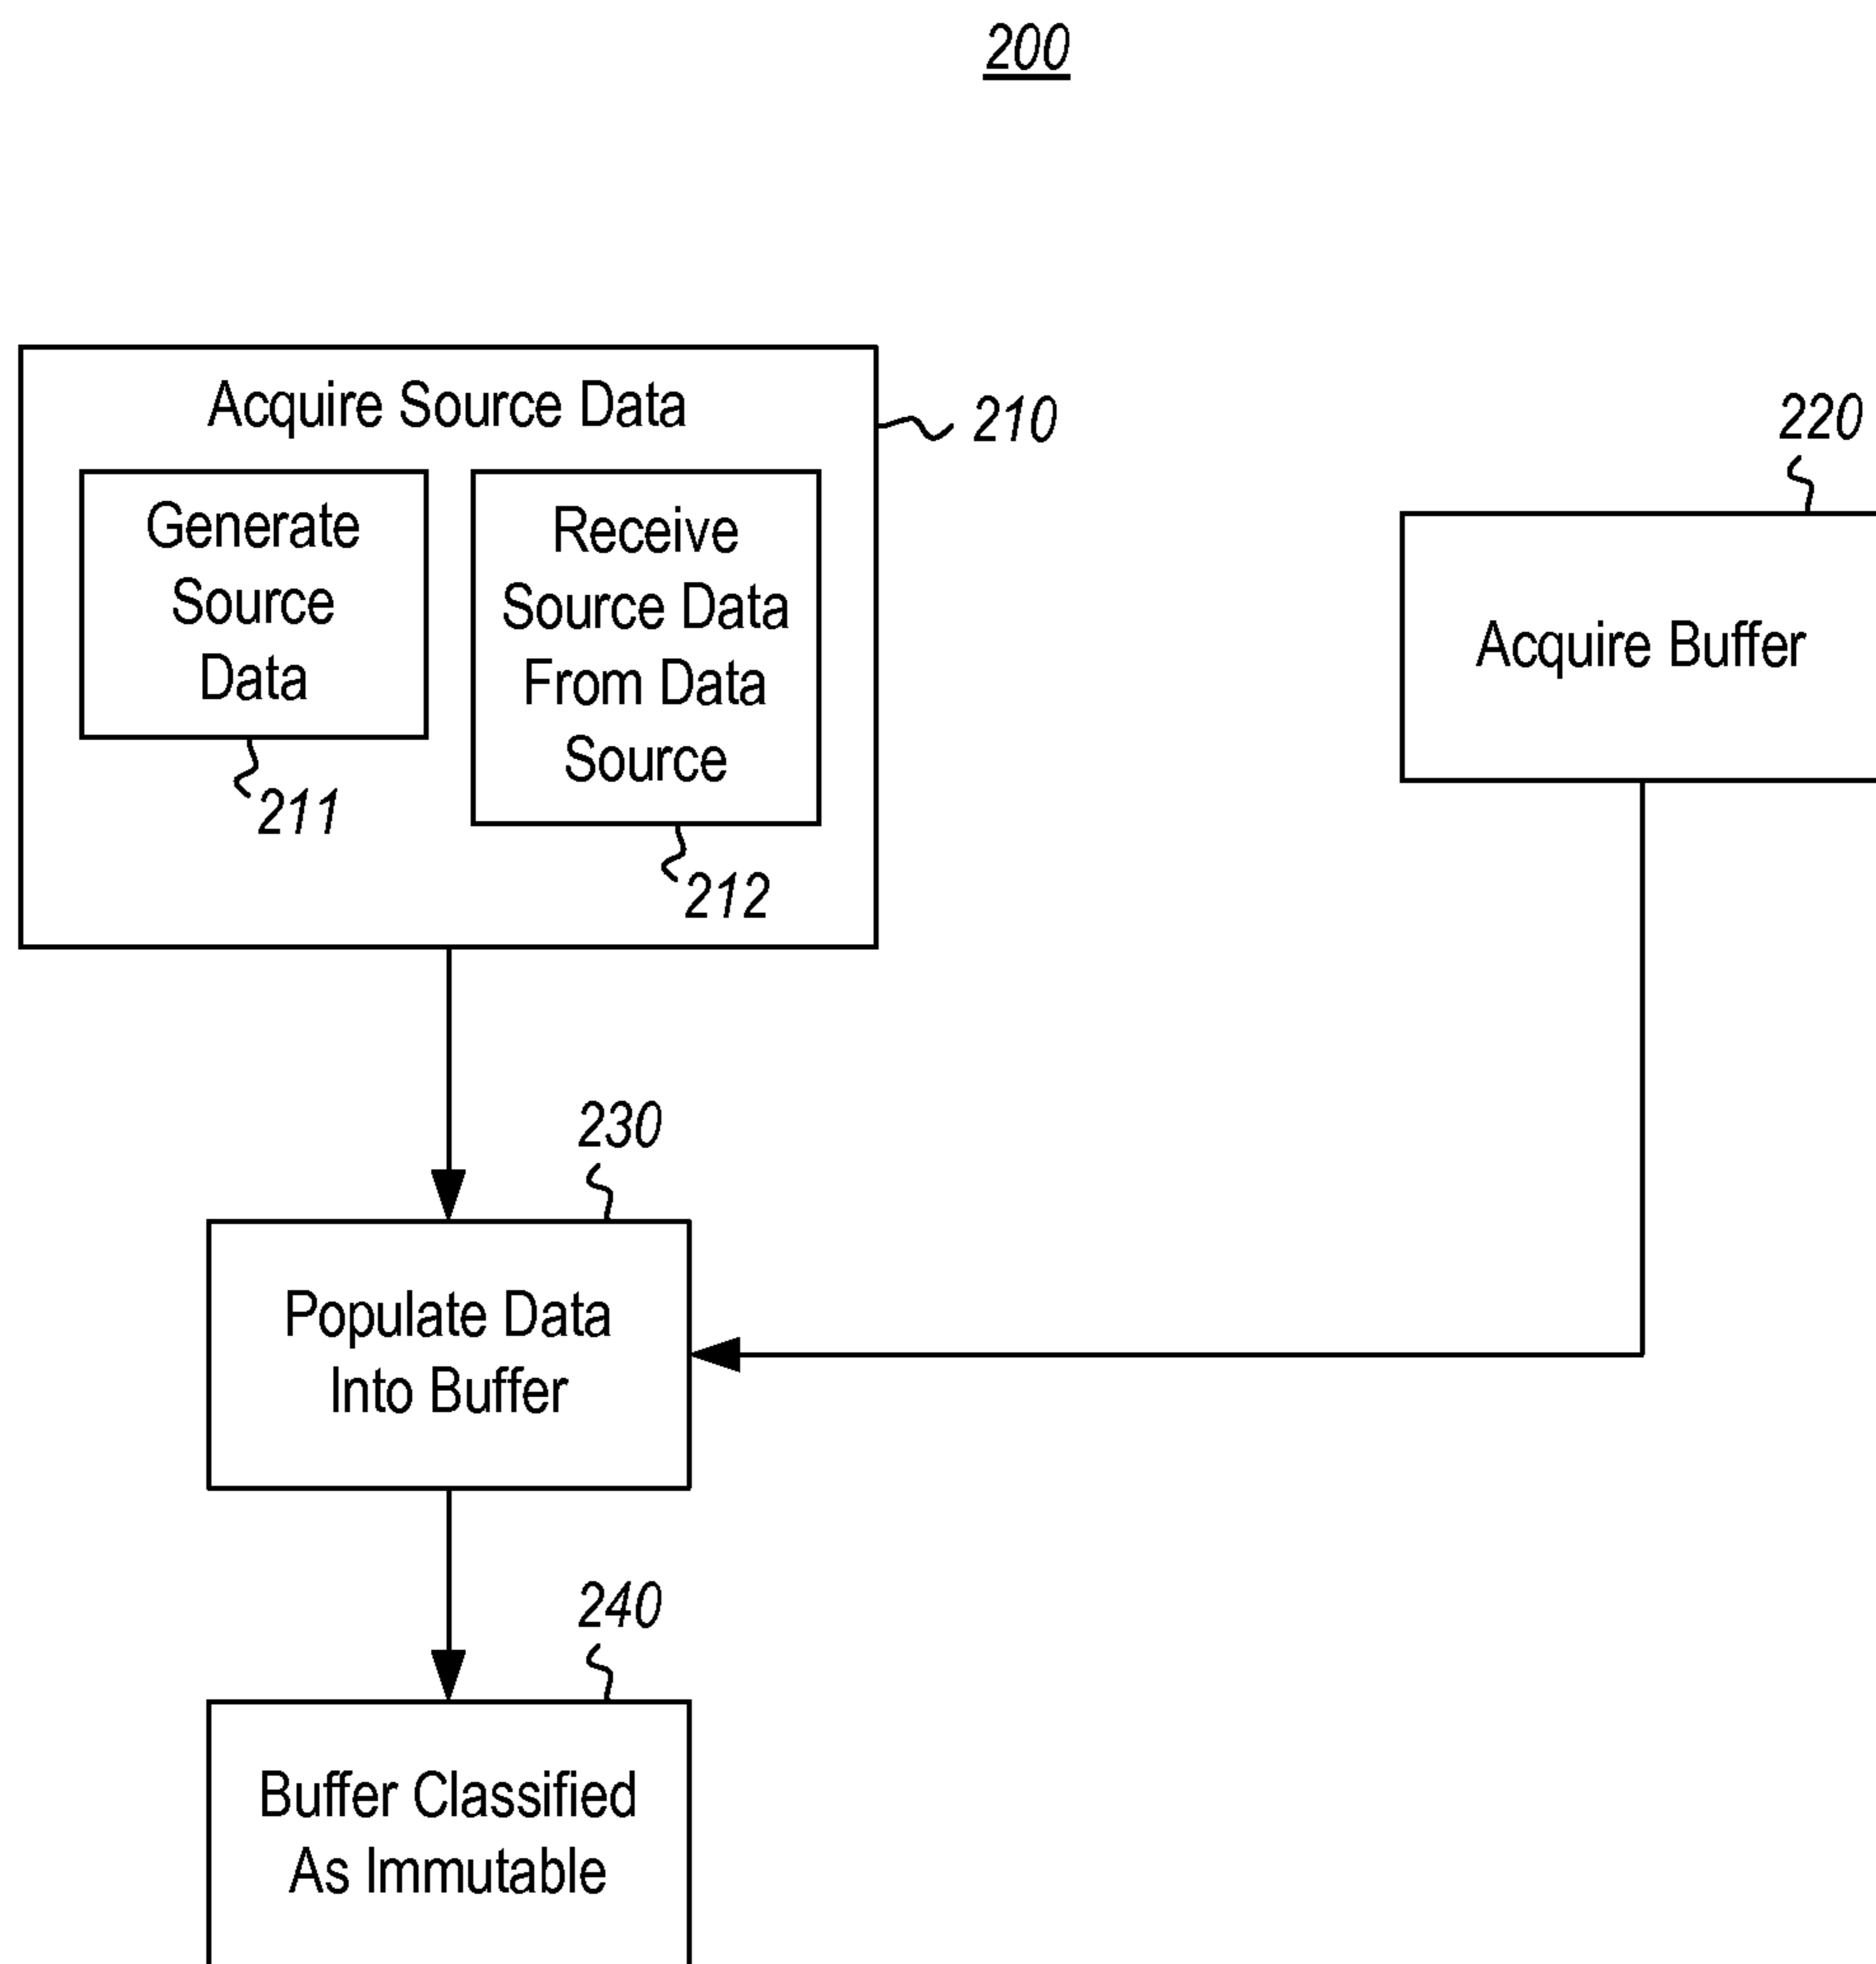 200
Acquire Source Data
210
Generate
Source
Data
211
Receive
Source Data
From Data
Source
212
220
Acquire Buffer
230
Populate Data
Into Buffer
240
Buffer Classified
As Immutable